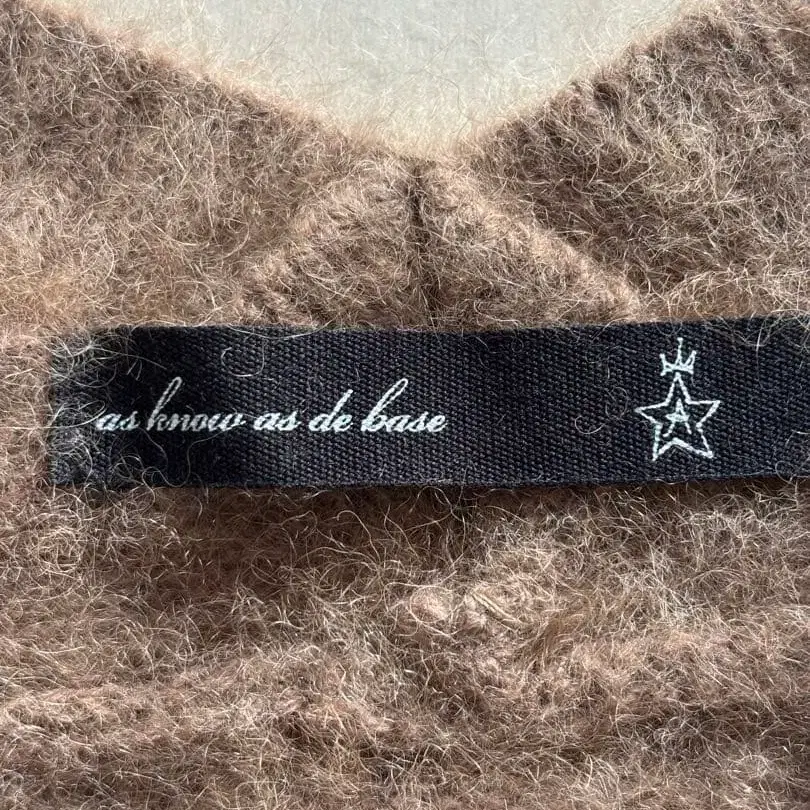 as know as de base
A